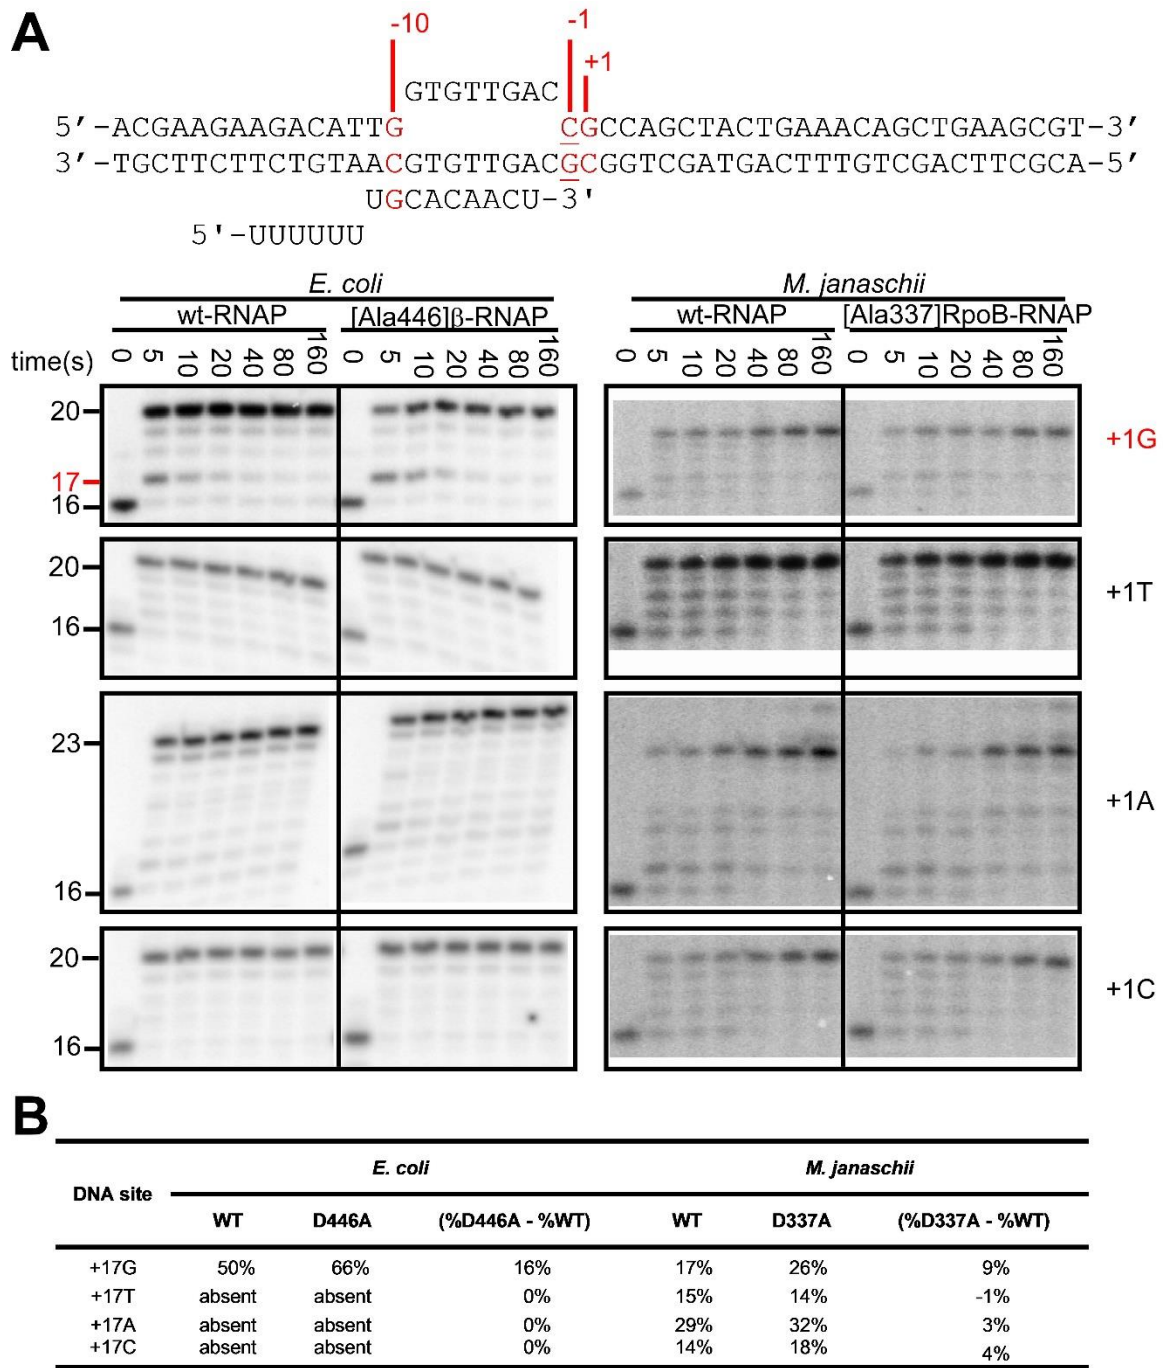 A
-10 -1
+1
GTGTTGAC
5'-ACGAAGAAGACATTG CGCCAGCTACTGAAACAGCTGAAGCGT-3'
3'-TGCTTCTTCTGTAACGTGTTGACGCGGTCGATGACTTTGTCGACTTCGCA-5'
UGCACAACU-3'
5'-UUUUUU
E. coli M. janaschii
wt-RNAP [Ala446]β-RNAP wt-RNAP [Ala337]RpoB-RNAP
time(s) 0 5 10 20 40 80 160 0 5 10 20 40 80 160 0 5 10 20 40 80 160 0 5 10 20 40 80 160
20
17
16
+1G
20
16
+1T
23
16
+1A
20
16
+1C
B
E. coli M. janaschii
DNA site
WT D446A (%D446A - %WT) WT D337A (%D337A - %WT)
+17G 50% 66% 16% 17% 26% 9%
+17T absent absent 0% 15% 14% -1%
+17A absent absent 0% 29% 32% 3%
+17C absent absent 0% 14% 18% 4%